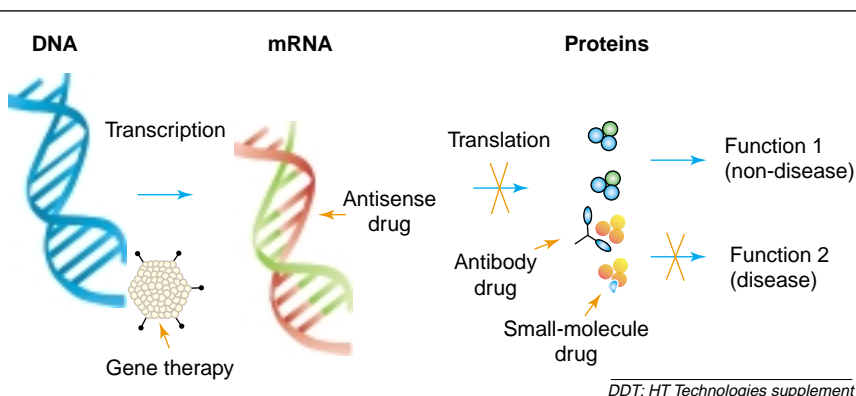 DNA
mRNA
Proteins
Transcription
Translation
Function 1
(non-disease)
Antisense
drug
Antibody
drug
Function 2
(disease)
Small-molecule
drug
Gene therapy
DDT: HT Technologies supplement